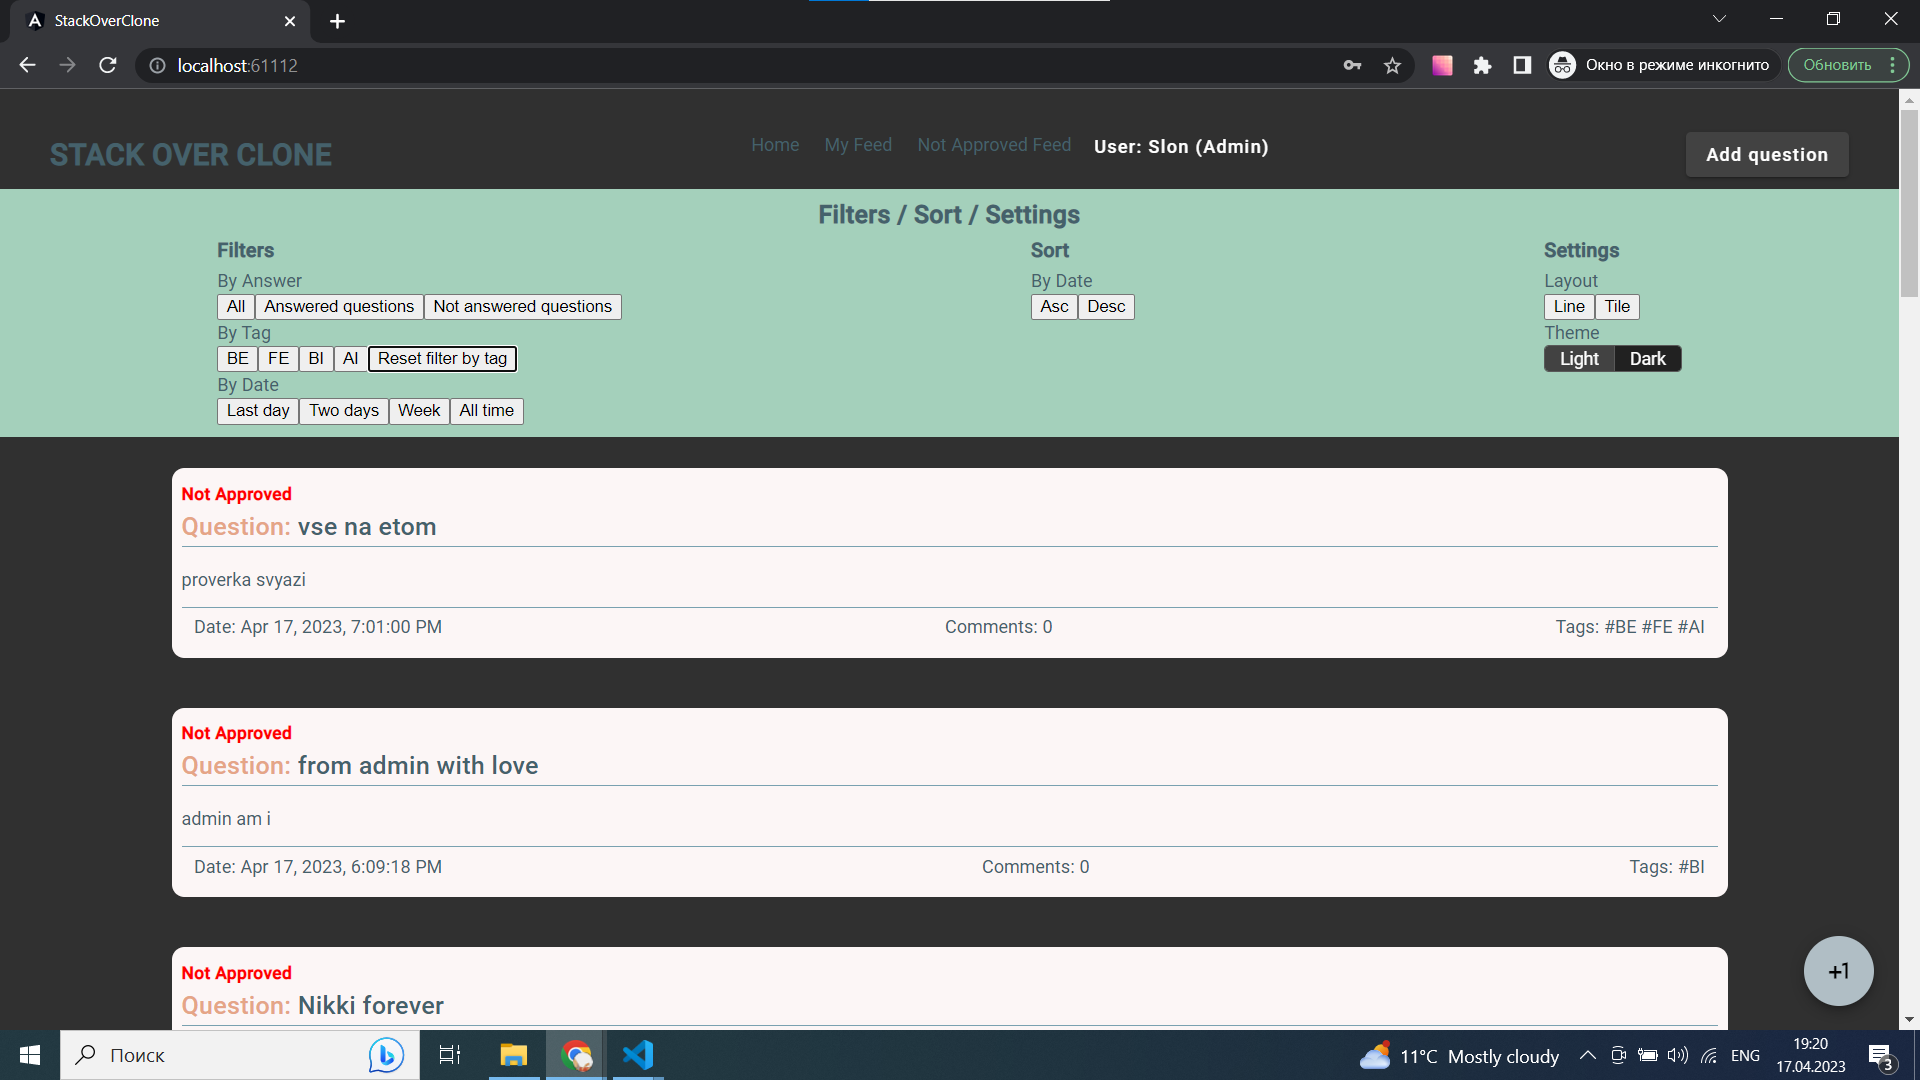 StackOverClone
localhost:61112
Окно в режиме инкогнито
Обновить
STACK OVER CLONE
Home My Feed Not Approved Feed User: Slon (Admin)
Add question
Filters / Sort / Settings
Filters
By Answer
All Answered questions Not answered questions
By Tag
BE FE BI AI Reset filter by tag
By Date
Last day Two days Week All time
Sort
By Date
Asc Desc
Settings
Layout
Line Tile
Theme
Light Dark
Not Approved
Question: vse na etom
proverka svyazi
Date: Apr 17, 2023, 7:01:00 PM Comments: 0 Tags: #BE #FE #AI
Not Approved
Question: from admin with love
admin am i
Date: Apr 17, 2023, 6:09:18 PM Comments: 0 Tags: #BI
Not Approved
Question: Nikki forever
+1
Поиск
11°C Mostly cloudy
ENG
19:20
17.04.2023
3